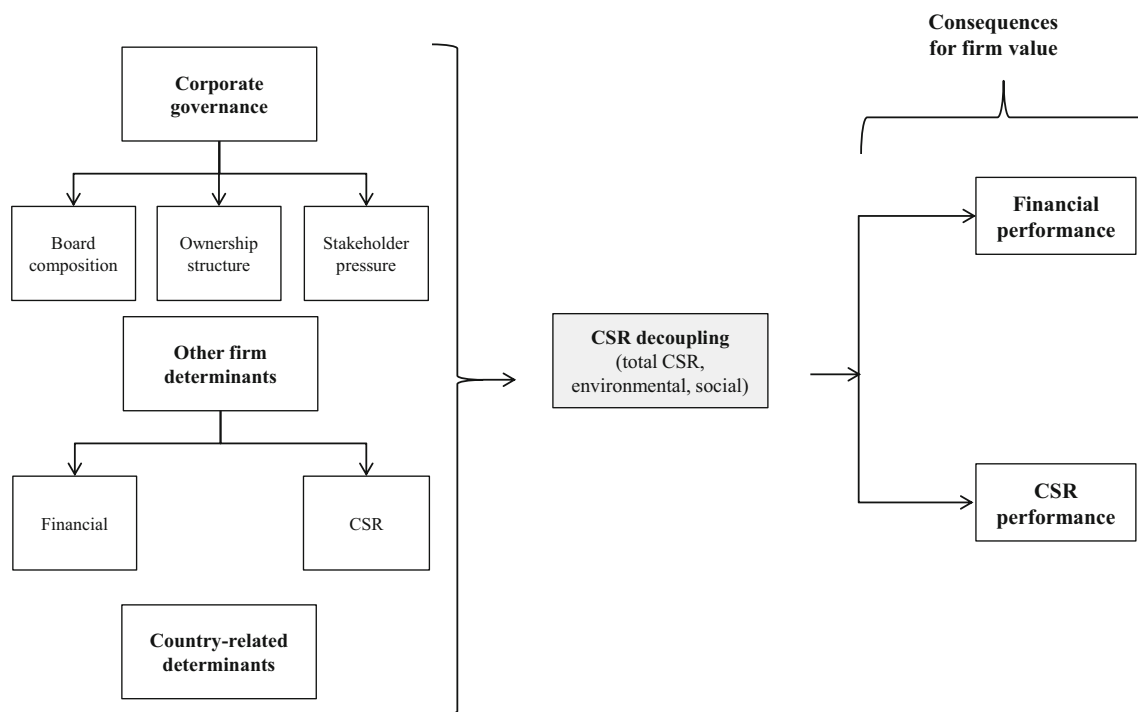 Consequences
for firm value
Corporate
governance
Board
composition
Ownership
structure
Stakeholder
pressure
Financial
performance
Other firm
determinants
CSR decoupling
(total CSR,
environmental, social)
Financial
CSR
CSR
performance
Country-related
determinants